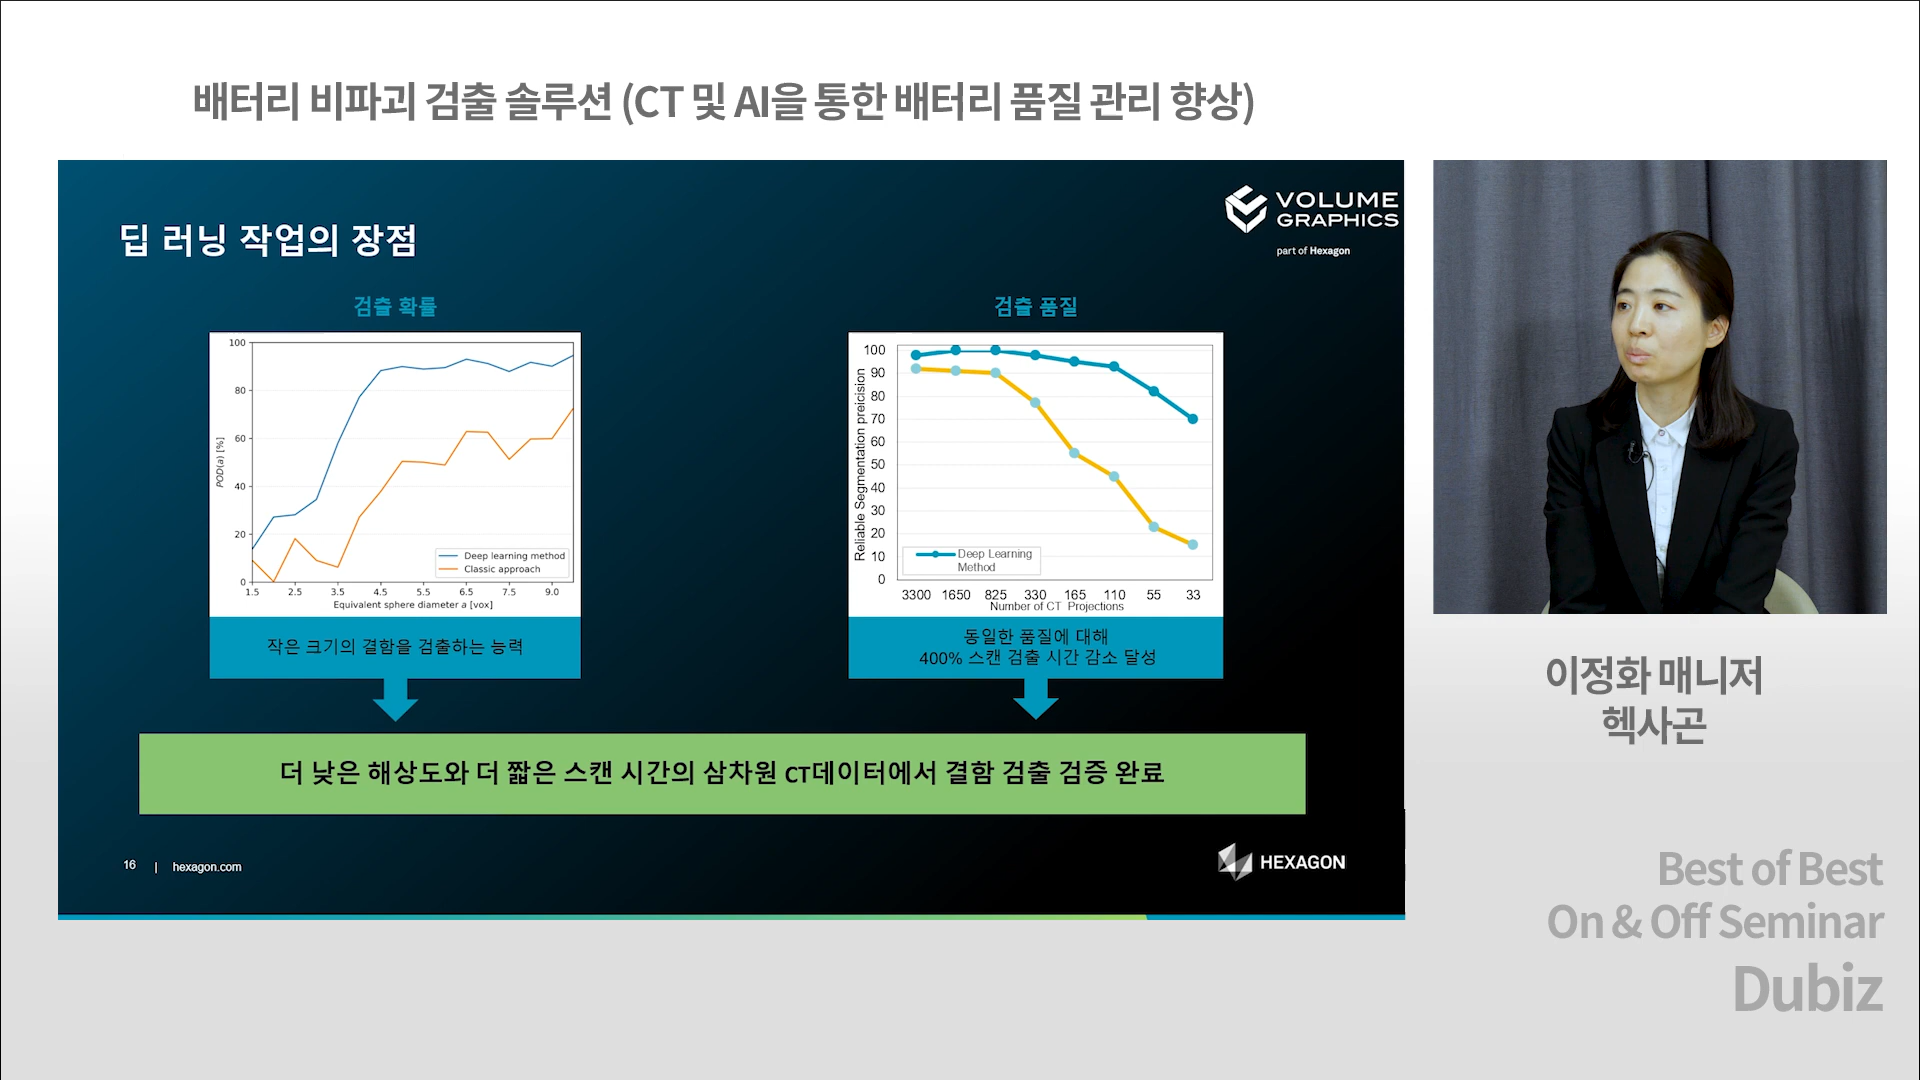 배터리 비파괴 검출 솔루션 (CT 및 AI을 통한 배터리 품질 관리 향상)
VOLUME
GRAPHICS
part of Hexagon
딥 러닝 작업의 장점
검출 확률
100
80
60
40
20
0
POD(a) [%]
Deep learning method
Classic approach
1.5 2.5 3.5 4.5 5.5 6.5 7.5 9.0
Equivalent sphere diameter a [vox]
작은 크기의 결함을 검출하는 능력
검출 품질
100
90
80
70
60
50
40
30
20
10
0
Reliable Segmentation preicision
Deep Learning
Method
3300 1650 825 330 165 110 55 33
Number of CT Projections
동일한 품질에 대해
400% 스캔 검출 시간 감소 달성
더 낮은 해상도와 더 짧은 스캔 시간의 삼차원 CT데이터에서 결함 검출 검증 완료
16 | hexagon.com
HEXAGON
이정화 매니저
헥사곤
Best of Best
On & Off Seminar
Dubiz